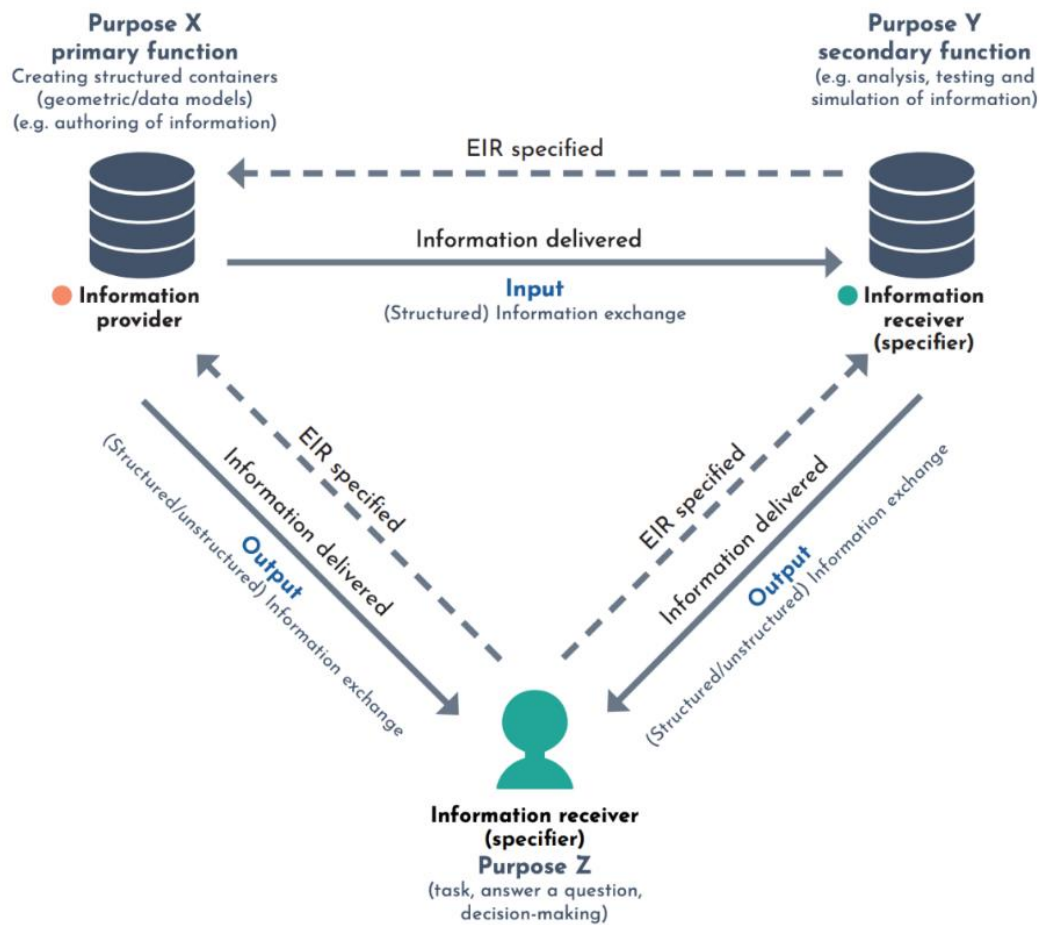 Purpose X
primary function
Creating structured containers
(geometric/data models)
(e.g. authoring of information)
Purpose Y
secondary function
(e.g. analysis, testing and
simulation of information)
EIR specified
Information delivered
Input
(Structured) Information exchange
Information
provider
Information
receiver
(specifier)
EIR specified
Information delivered
Output
(Structured/unstructured) Information exchange
EIR specified
Information delivered
Output
(Structured/unstructured) Information exchange
Information receiver
(specifier)
Purpose Z
(task, answer a question,
decision-making)